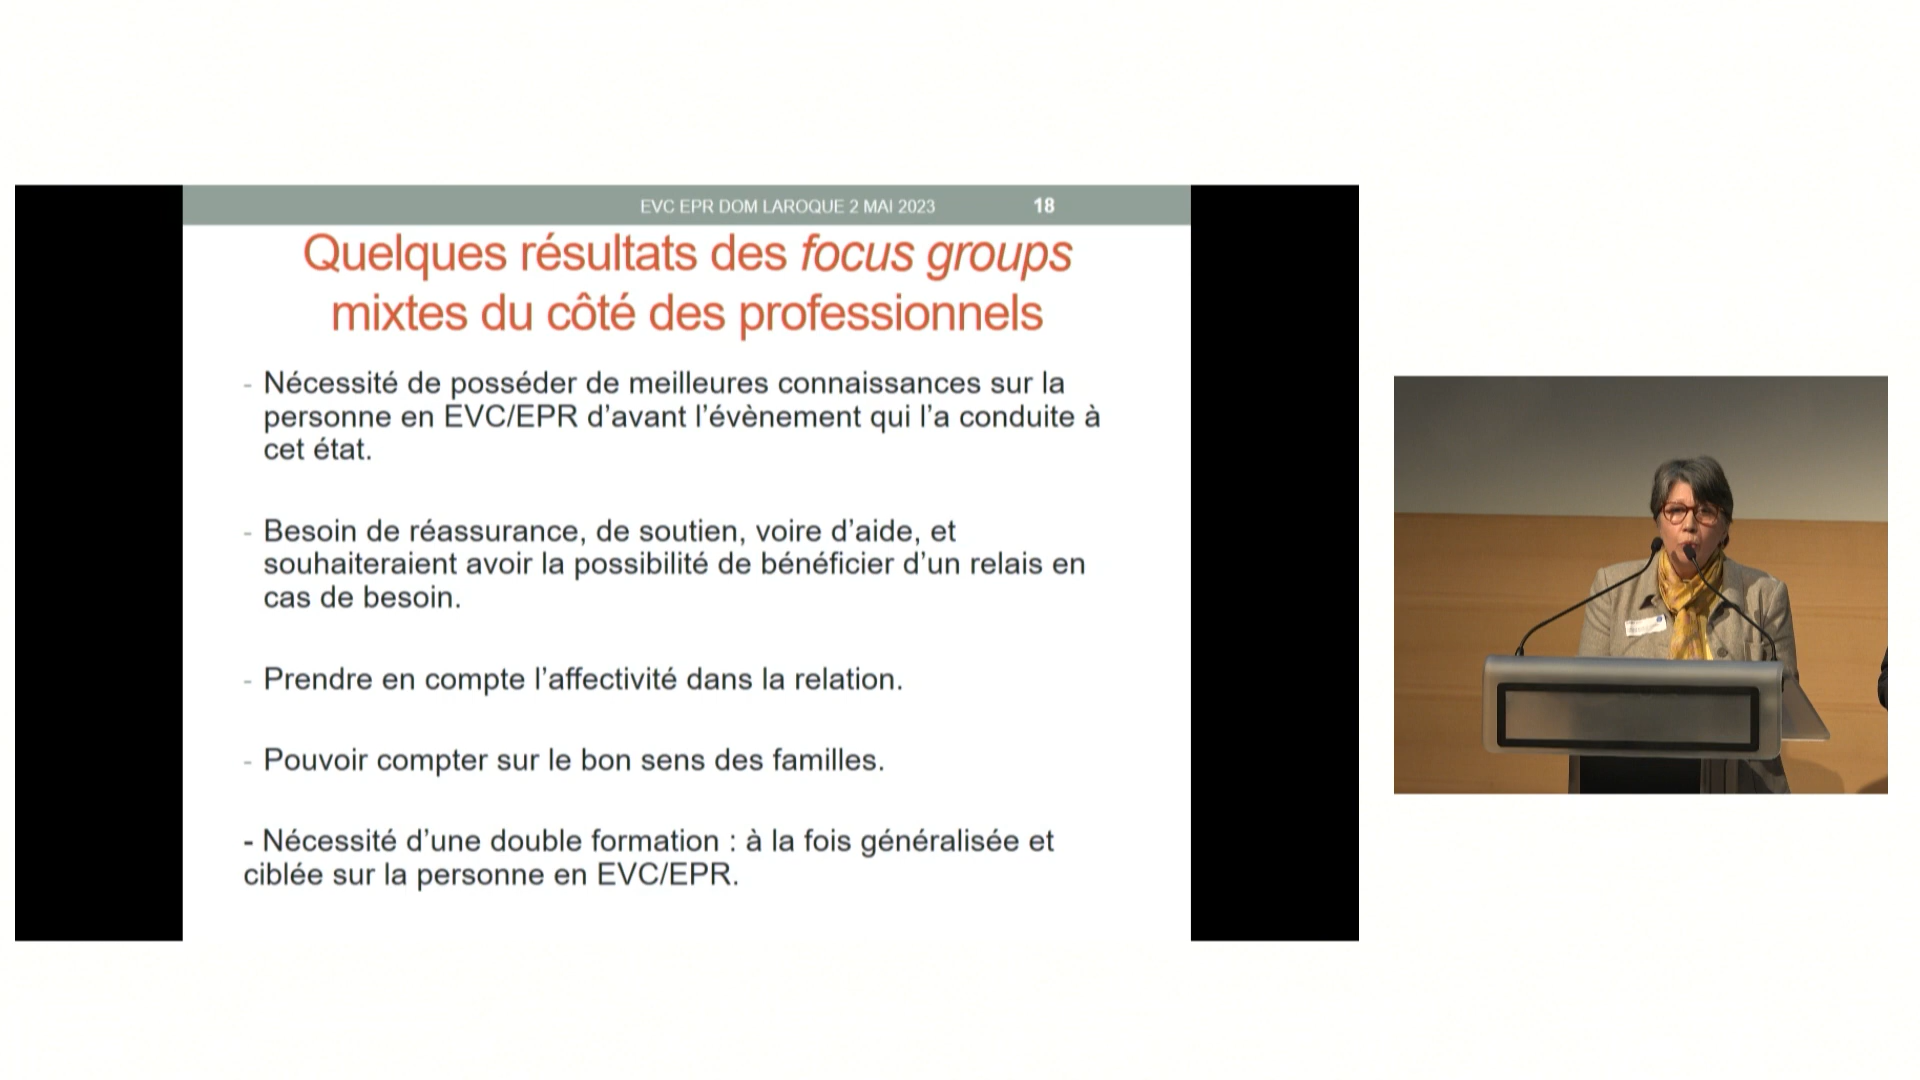 EVC EPR DOM LAROQUE 2 MAI 2023 18
Quelques résultats des focus groups
mixtes du côté des professionnels
- Nécessité de posséder de meilleures connaissances sur la
personne en EVC/EPR d’avant l’évènement qui l’a conduite à
cet état.
- Besoin de réassurance, de soutien, voire d’aide, et
souhaiteraient avoir la possibilité de bénéficier d’un relais en
cas de besoin.
- Prendre en compte l’affectivité dans la relation.
- Pouvoir compter sur le bon sens des familles.
- Nécessité d’une double formation : à la fois généralisée et
ciblée sur la personne en EVC/EPR.